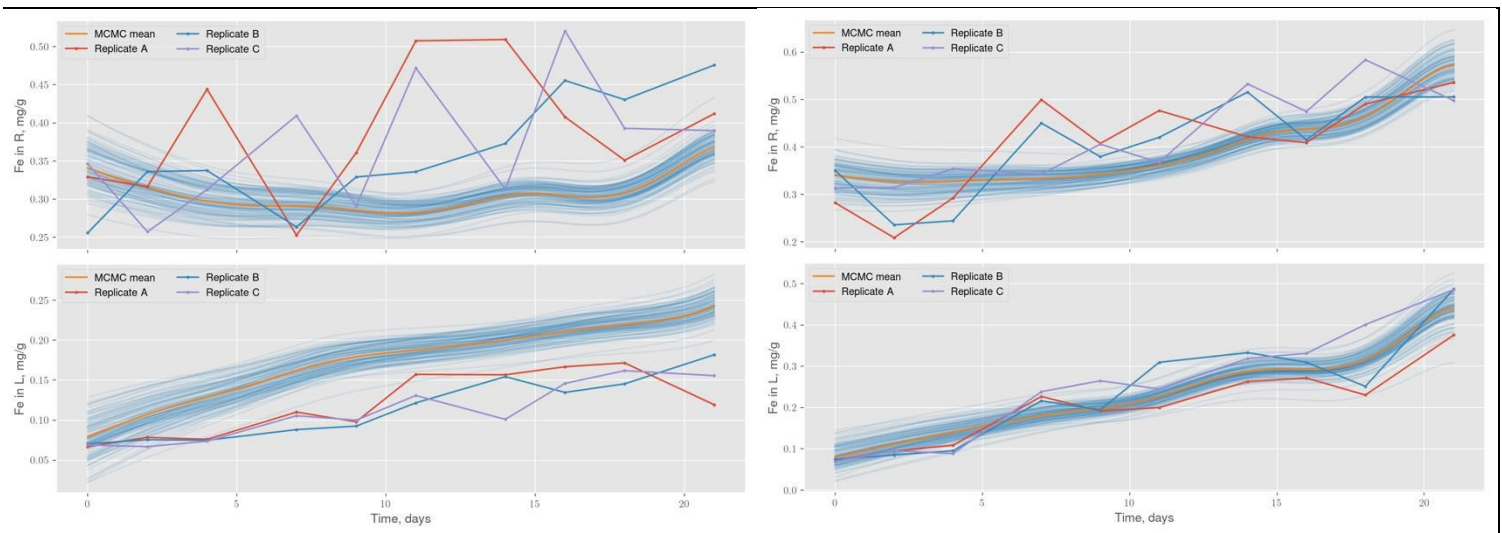 MCMC mean
Replicate A
Replicate B
Replicate C
Fe in R, mg/g
0.50
0.45
0.40
0.35
0.30
0.25
MCMC mean
Replicate A
Replicate B
Replicate C
Fe in L, mg/g
0.25
0.20
0.15
0.10
0.05
0
5
10
15
20
Time, days
MCMC mean
Replicate A
Replicate B
Replicate C
Fe in R, mg/g
0.6
0.5
0.4
0.3
0.2
MCMC mean
Replicate A
Replicate B
Replicate C
Fe in L, mg/g
0.5
0.4
0.3
0.2
0.1
0.0
0
5
10
15
20
Time, days